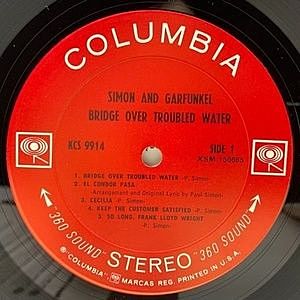 COLUMBIA
SIMON AND GARFUNKEL
BRIDGE OVER TROUBLED WATER
KCS 9914
SIDE 1
XSM 150685
1. BRIDGE OVER TROUBLED WATER -P. Simon-
2. EL CONDOR PASA
Arrangement and Original Lyric by Paul Simon-
3. CECILIA -P. Simon-
4. KEEP THE CUSTOMER SATISFIED -P. Simon-
5. SO LONG, FRANK LLOYD WRIGHT
-P. Simon-
"360 SOUND" STEREO "360 SOUND"
® "COLUMBIA", MARCAS REG. PRINTED IN U.S.A.